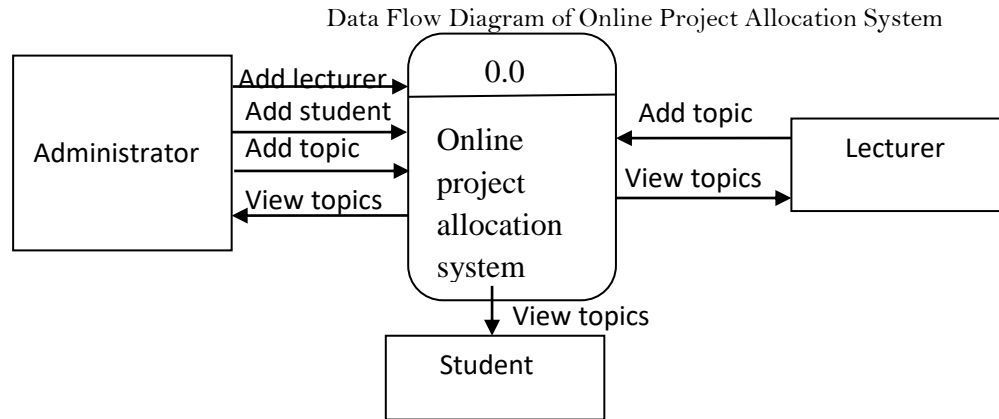 Data Flow Diagram of Online Project Allocation System
0.0
Add lecturer
Add student
Administrator
Add topic
View topics
Online
project
allocation
system
Add topic
Lecturer
View topics
View topics
Student